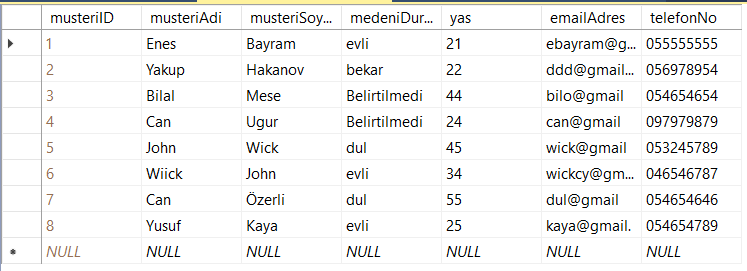 musteriID musteriAdi musteriSoy... medeniDur... yas emailAdres telefonNo
1 Enes Bayram evli 21 ebayram@g... 055555555
2 Yakup Hakanov bekar 22 ddd@gmail... 056978954
3 Bilal Mese Belirtilmedi 44 bilo@gmail 054654654
4 Can Ugur Belirtilmedi 24 can@gmail 097979879
5 John Wick dul 45 wick@gmail 053245789
6 Wiick John evli 34 wickcy@gm... 046546787
7 Can Özerli dul 55 dul@gmail 054654646
8 Yusuf Kaya evli 25 kaya@gmail. 054654789
NULL NULL NULL NULL NULL NULL NULL